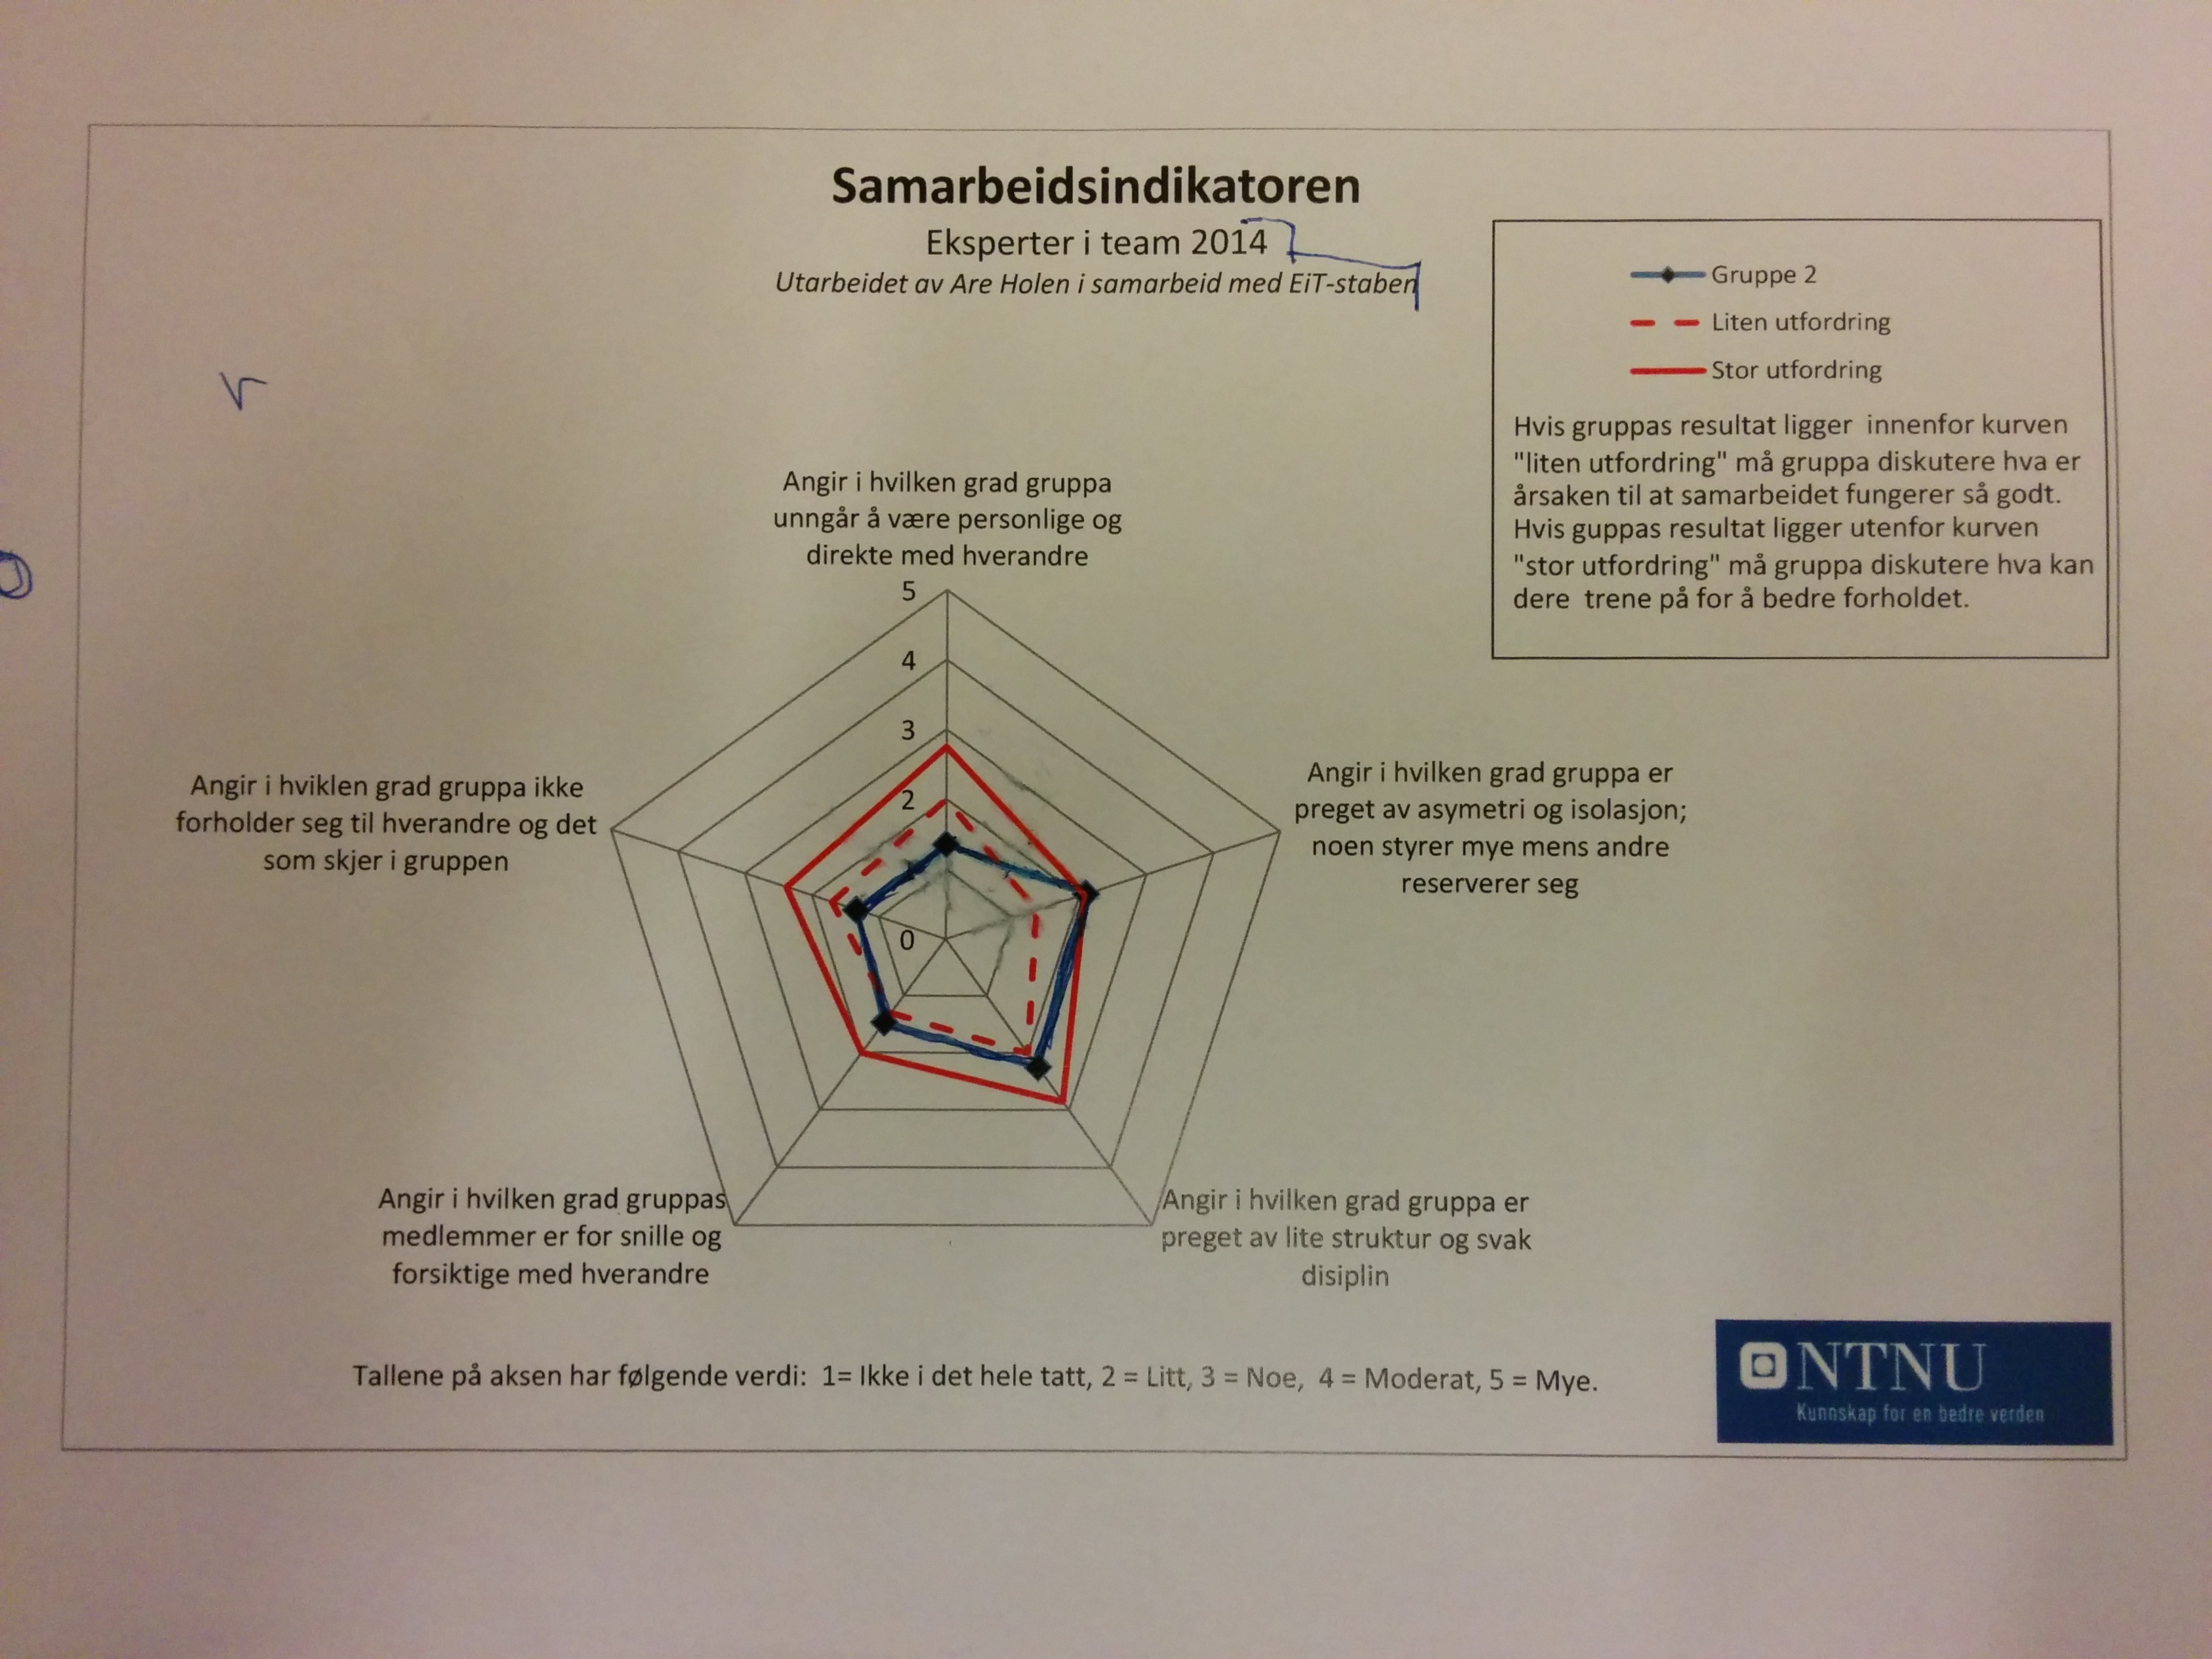 Samarbeidsindikatoren
Eksperter i team 2014
Utarbeidet av Are Holen i samarbeid med EiT-staben
Gruppe 2
Liten utfordring
Stor utfordring
Hvis gruppas resultat ligger innenfor kurven
"liten utfordring" må gruppa diskutere hva er
årsaken til at samarbeidet fungerer så godt.
Hvis guppas resultat ligger utenfor kurven
"stor utfordring" må gruppa diskutere hva kan
dere trene på for å bedre forholdet.
Angir i hvilken grad gruppa
unngår å være personlige og
direkte med hverandre
5
4
3
2
0
Angir i hviklen grad gruppa ikke
forholder seg til hverandre og det
som skjer i gruppen
Angir i hvilken grad gruppa er
preget av asymetri og isolasjon;
noen styrer mye mens andre
reserverer seg
Angir i hvilken grad gruppas
medlemmer er for snille og
forsiktige med hverandre
Angir i hvilken grad gruppa er
preget av lite struktur og svak
disiplin
Tallene på aksen har følgende verdi: 1= Ikke i det hele tatt, 2 = Litt, 3 = Noe, 4 = Moderat, 5 = Mye.
NTNU
Kunnskap for en bedre verden